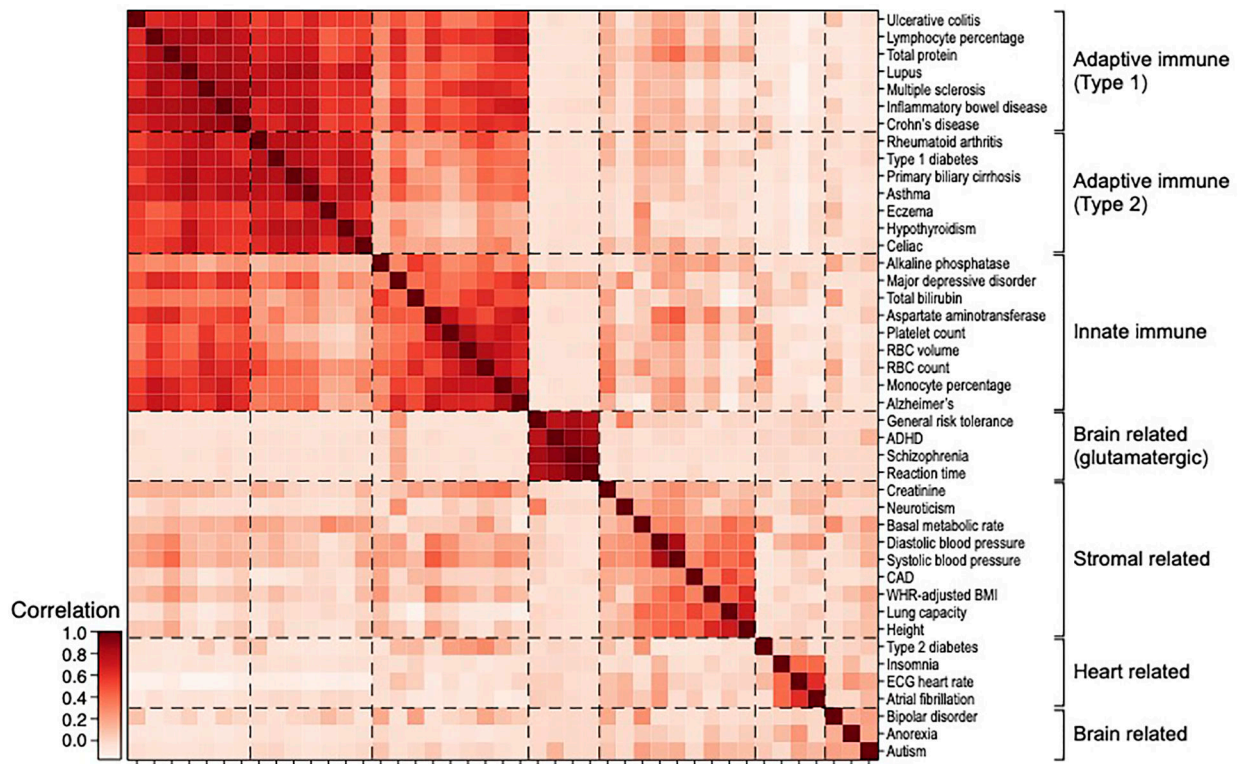 Ulcerative colitis
Lymphocyte percentage
Total protein
Lupus
Multiple sclerosis
Inflammatory bowel disease
Crohn's disease
Adaptive immune
(Type 1)
Rheumatoid arthritis
Type 1 diabetes
Primary biliary cirrhosis
Asthma
Eczema
Hypothyroidism
Celiac
Adaptive immune
(Type 2)
Alkaline phosphatase
Major depressive disorder
Total bilirubin
Aspartate aminotransferase
Platelet count
RBC volume
RBC count
Monocyte percentage
Alzheimer's
Innate immune
General risk tolerance
ADHD
Schizophrenia
Reaction time
Brain related
(glutamatergic)
Creatinine
Neuroticism
Basal metabolic rate
Diastolic blood pressure
Systolic blood pressure
CAD
WHR-adjusted BMI
Lung capacity
Height
Stromal related
Type 2 diabetes
Insomnia
ECG heart rate
Atrial fibrillation
Heart related
Bipolar disorder
Anorexia
Autism
Brain related
Correlation
1.0
0.8
0.6
0.4
0.2
0.0